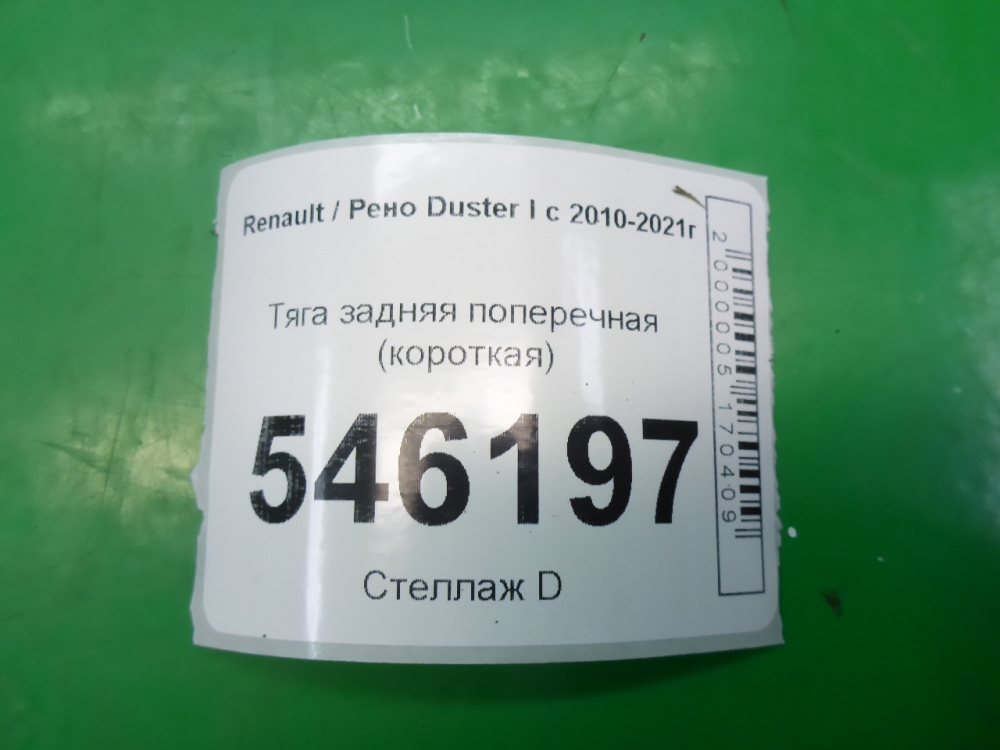 Renault / Рено Duster I с 2010-2021г
Тяга задняя поперечная
(короткая)
546197
Стеллаж D
2000005170409